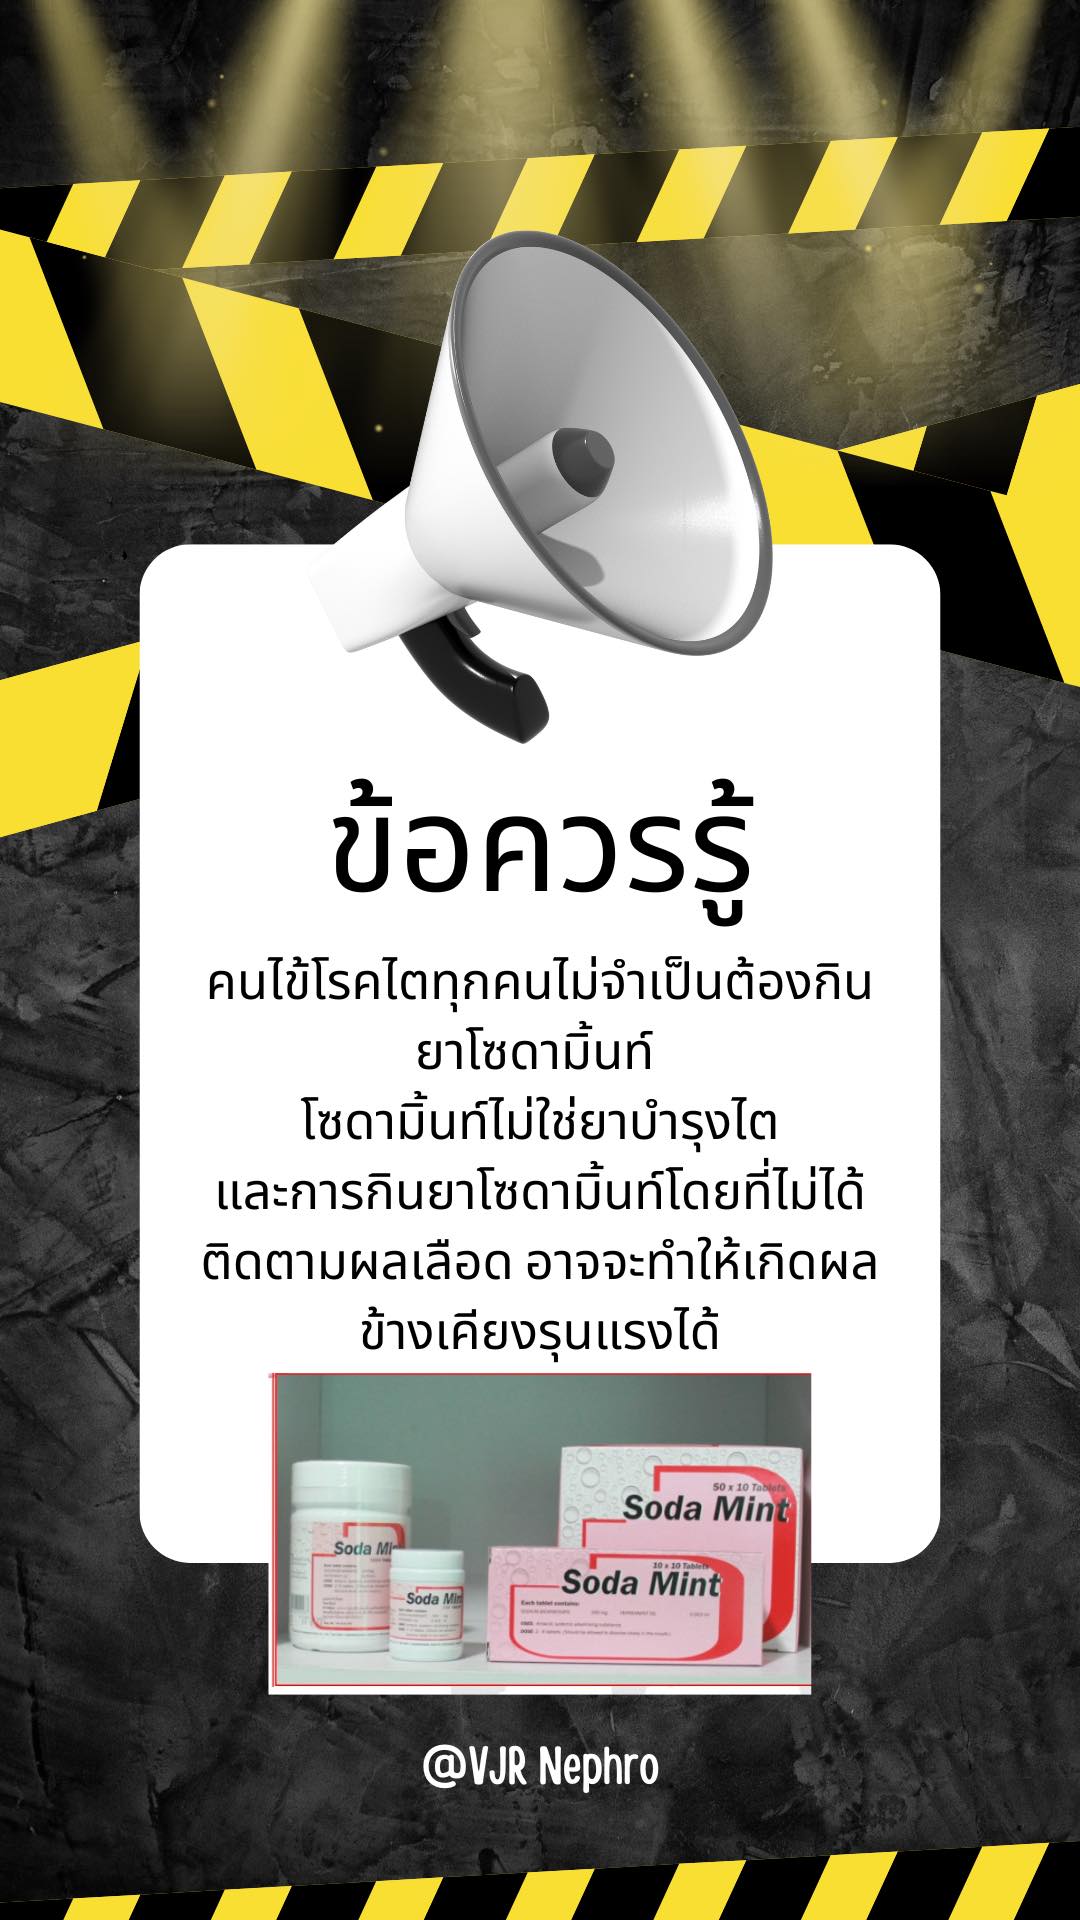 ข้อควรรู้
คนไข้โรคไตทุกคนไม่จำเป็นต้องกิน
ยาโซดามิ้นท์
โซดามิ้นท์ไม่ใช่ยาบำรุงไต
และการกินยาโซดามิ้นท์โดยที่ไม่ได้
ติดตามผลเลือด อาจจะทำให้เกิดผล
ข้างเคียงรุนแรงได้
50 x 10 Tablets
Soda Mint
Soda Mi
10 x 10 Tablets
Soda Mint
Soda Mint
Each tablet contains:
@VJR Nephro